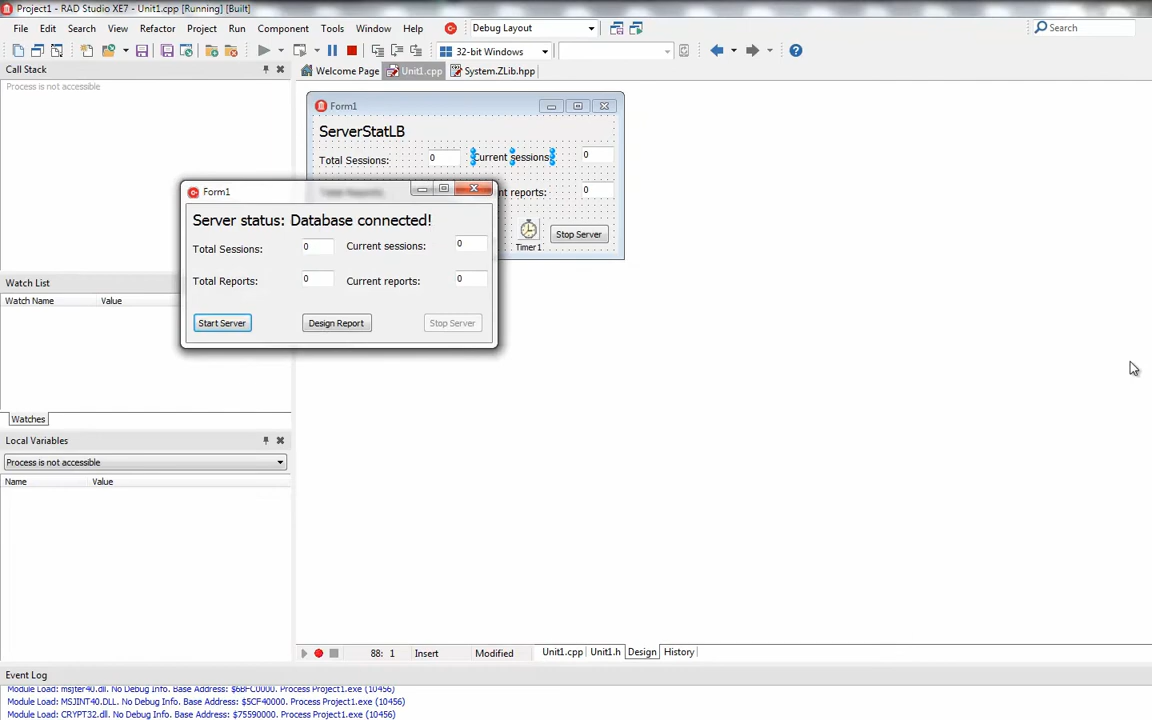 Project1 - RAD Studio XE7 - Unit1.cpp [Running] [Built]
File Edit Search View Refactor Project Run Component Tools Window Help Debug Layout Search
32-bit Windows
Call Stack
Process is not accessible
Welcome Page Unit1.cpp System.ZLib.hpp
Form1
ServerStatLB
Total Sessions: 0 Current sessions: 0
nt reports: 0
Timer1
Stop Server
Form1
Server status: Database connected!
Total Sessions: 0 Current sessions: 0
Total Reports: 0 Current reports: 0
Start Server Design Report Stop Server
Watch List
Watch Name Value
Watches
Local Variables
Process is not accessible
Name Value
88: 1 Insert Modified Unit1.cpp Unit1.h Design History
Event Log
Module Load: msjter40.dll. No Debug Info. Base Address: $6BFC0000. Process Project1.exe (10456)
Module Load: MSJINT40.DLL. No Debug Info. Base Address: $5CF40000. Process Project1.exe (10456)
Module Load: CRYPT32.dll. No Debug Info. Base Address: $75590000. Process Project1.exe (10456)